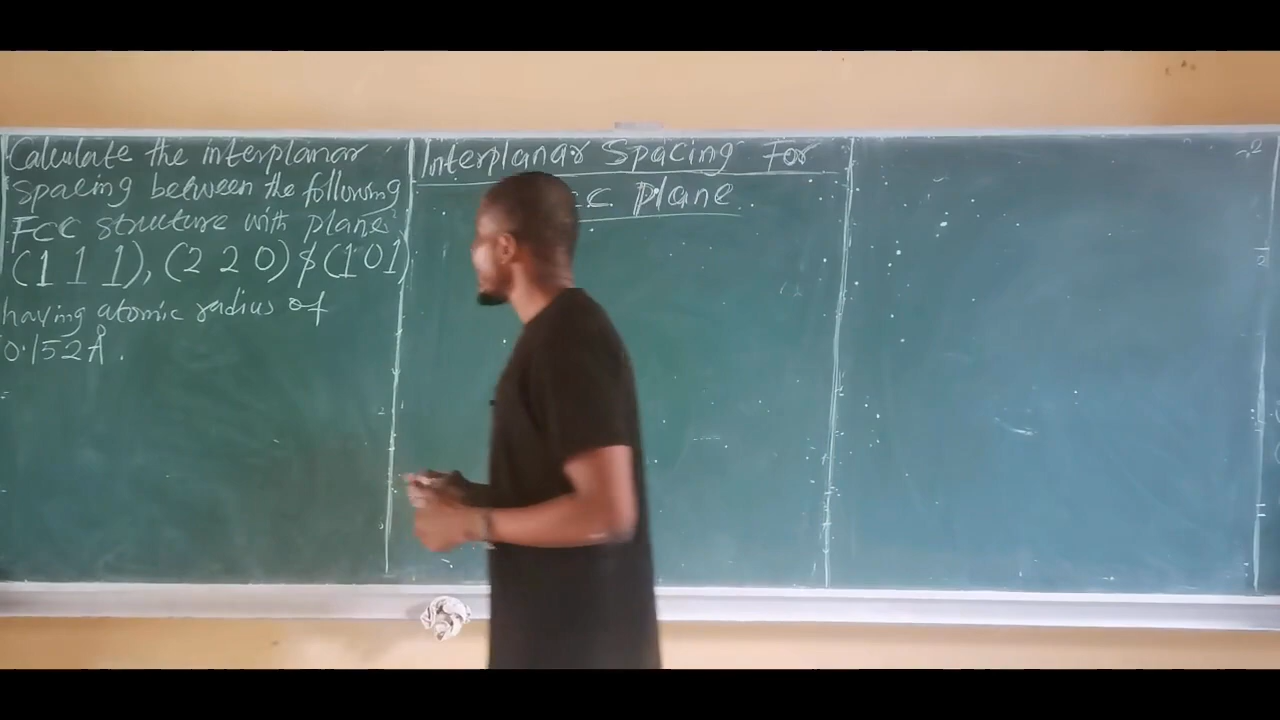 Calculate the interplanar
spacing between the following
Fcc structure with plane
(1 1 1), (2 2 0) $ (1 0 1)
having atomic radius of
0.152Å.
Interplanar Spacing For
plane